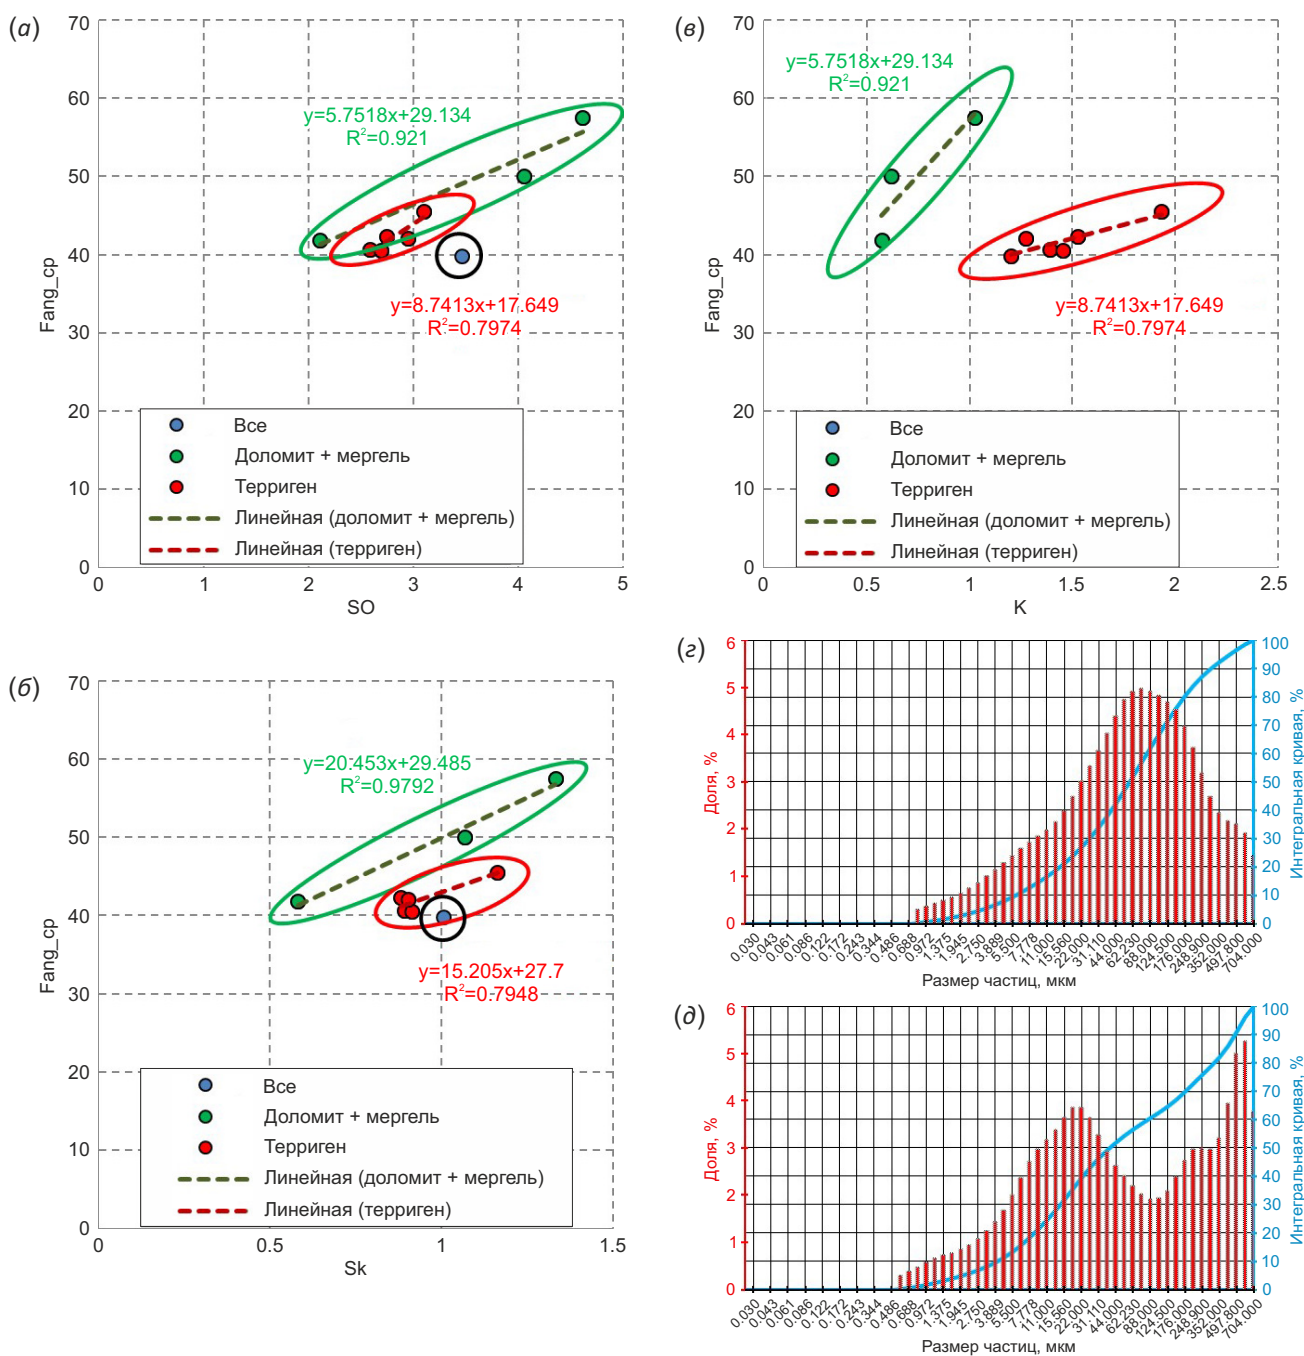 (а)
70
60
50
40
30
20
10
0
Fang_cp
y=5.7518x+29.134
R²=0.921
y=8.7413x+17.649
R²=0.7974
Все
Доломит + мергель
Терриген
Линейная (доломит + мергель)
Линейная (терриген)
0 1 2 3 4 5
SO
(в)
70
60
50
40
30
20
10
0
Fang_cp
y=5.7518x+29.134
R²=0.921
y=8.7413x+17.649
R²=0.7974
Все
Доломит + мергель
Терриген
Линейная (доломит + мергель)
Линейная (терриген)
0 0.5 1 1.5 2 2.5
K
(б)
70
60
50
40
30
20
10
0
Fang_cp
y=20.453x+29.485
R²=0.9792
y=15.205x+27.7
R²=0.7948
Все
Доломит + мергель
Терриген
Линейная (доломит + мергель)
Линейная (терриген)
0 0.5 1 1.5
Sk
(г)
6
5
4
3
2
1
0
Доля, %
100
90
80
70
60
50
40
30
20
10
0
Интегральная кривая, %
0.030 0.043 0.061 0.086 0.122 0.172 0.243 0.344 0.486 0.688 0.972 1.375 1.945 2.750 3.889 5.500 7.778 11.000 15.560 22.000 31.110 44.000 62.230 88.000 124.500 176.000 248.900 352.000 497.800 704.000
Размер частиц, мкм
(д)
6
5
4
3
2
1
0
Доля, %
100
90
80
70
60
50
40
30
20
10
0
Интегральная кривая, %
0.030 0.043 0.061 0.086 0.122 0.172 0.243 0.344 0.486 0.688 0.972 1.375 1.945 2.750 3.889 5.500 7.778 11.000 15.560 22.000 31.110 44.000 62.230 88.000 124.500 176.000 248.900 352.000 497.800 704.000
Размер частиц, мкм